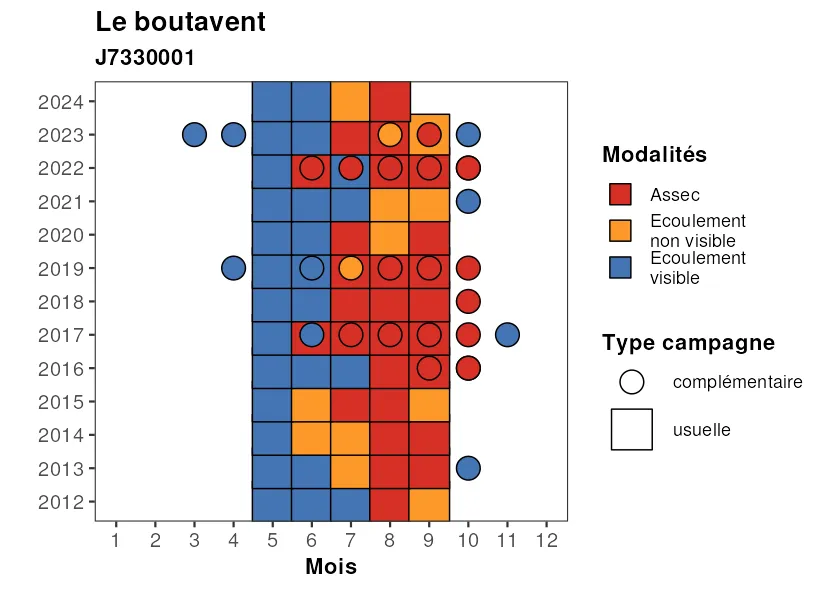 Le boutavent
J7330001
2024
2023
2022
2021
2020
2019
2018
2017
2016
2015
2014
2013
2012
1 2 3 4 5 6 7 8 9 10 11 12
Mois
Modalités
Assec
Ecoulement
non visible
Ecoulement
visible
Type campagne
complémentaire
usuelle